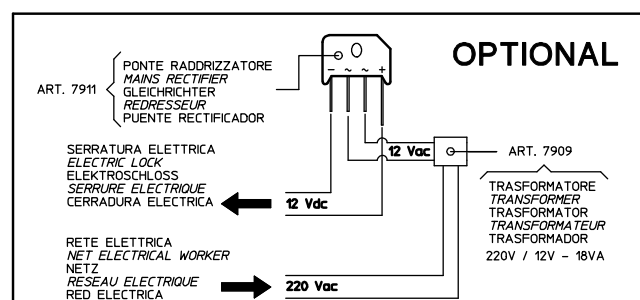 OPTIONAL
PONTE RADDRIZZATORE
MAINS RECTIFIER
ART. 7911
GLEICHRICHTER
REDRESSEUR
PUENTE RECTIFICADOR
- ~ ~ +
SERRATURA ELETTRICA
ELECTRIC LOCK
ELEKTROSCHLOSS
SERRURE ELECTRIQUE
CERRADURA ELECTRICA
12 Vac
12 Vdc
ART. 7909
TRASFORMATORE
TRANSFORMER
TRASFORMATOR
TRANSFORMATEUR
TRASFORMADOR
220V / 12V - 18VA
RETE ELETTRICA
NET ELECTRICAL WORKER
NETZ
RESEAU ELECTRIQUE
RED ELECTRICA
220 Vac